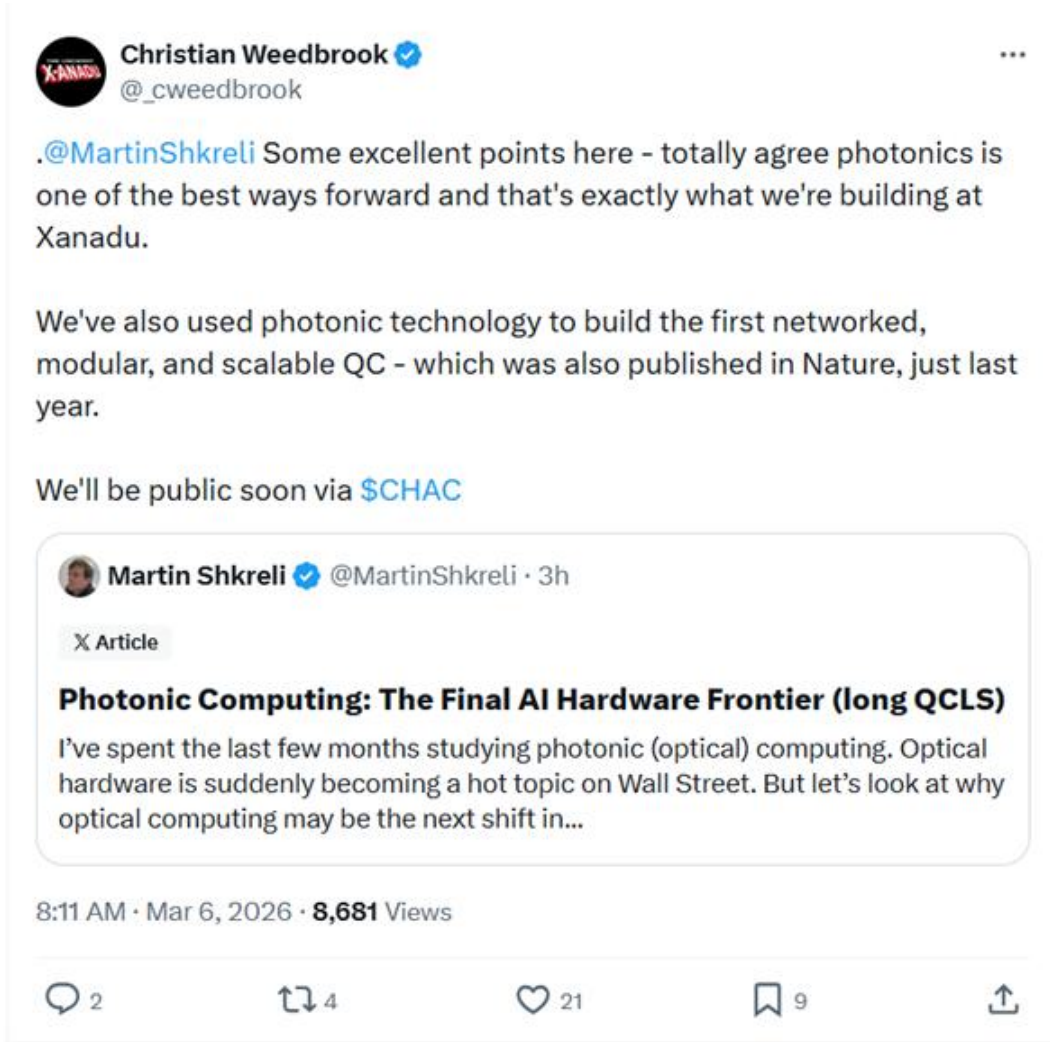 X-ANADU
Christian Weedbrook
@_cweedbrook
.@MartinShkreli Some excellent points here - totally agree photonics is
one of the best ways forward and that's exactly what we're building at
Xanadu.
We've also used photonic technology to build the first networked,
modular, and scalable QC - which was also published in Nature, just last
year.
We'll be public soon via $CHAC
Martin Shkreli @MartinShkreli · 3h
X Article
Photonic Computing: The Final AI Hardware Frontier (long QCLS)
I've spent the last few months studying photonic (optical) computing. Optical
hardware is suddenly becoming a hot topic on Wall Street. But let's look at why
optical computing may be the next shift in...
8:11 AM · Mar 6, 2026 · 8,681 Views
2 4 21 9